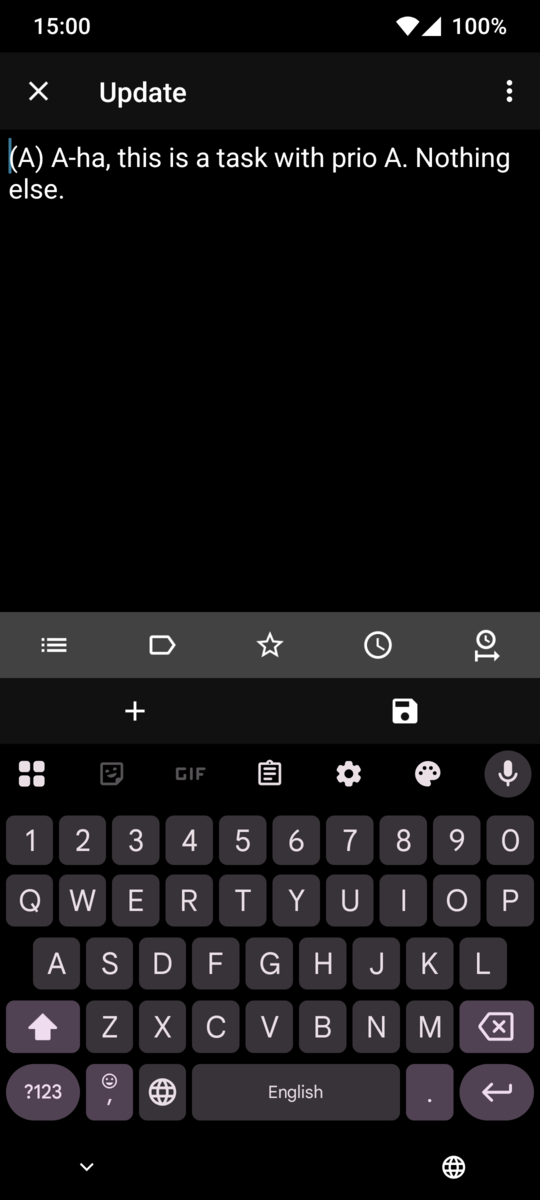 15:00
100%
Update
(A) A-ha, this is a task with prio A. Nothing
else.
GIF
1 2 3 4 5 6 7 8 9 0
Q W E R T Y U I O P
A S D F G H J K L
Z X C V B N M
?123 , English .